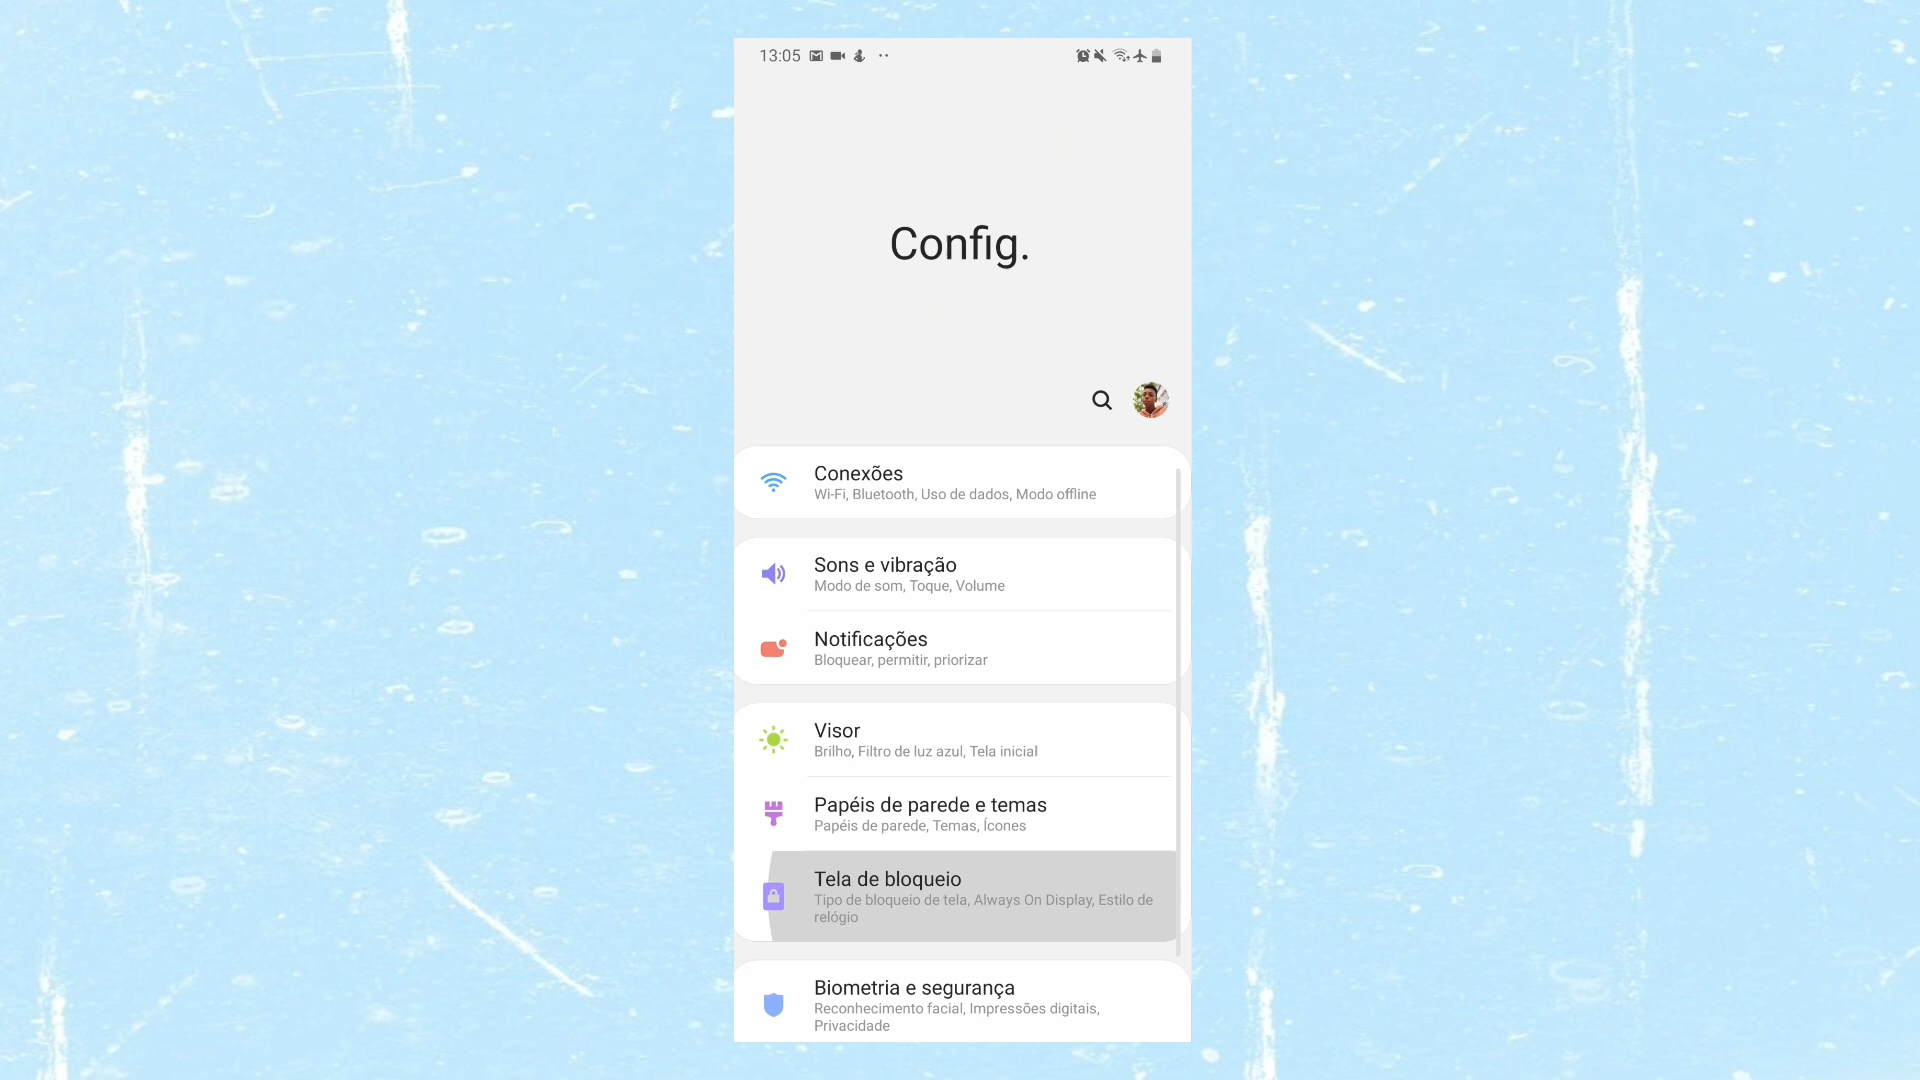 13:05
Config.
Conexões
Wi-Fi, Bluetooth, Uso de dados, Modo offline
Sons e vibração
Modo de som, Toque, Volume
Notificações
Bloquear, permitir, priorizar
Visor
Brilho, Filtro de luz azul, Tela inicial
Papéis de parede e temas
Papéis de parede, Temas, Ícones
Tela de bloqueio
Tipo de bloqueio de tela, Always On Display, Estilo de
relógio
Biometria e segurança
Reconhecimento facial, Impressões digitais,
Privacidade